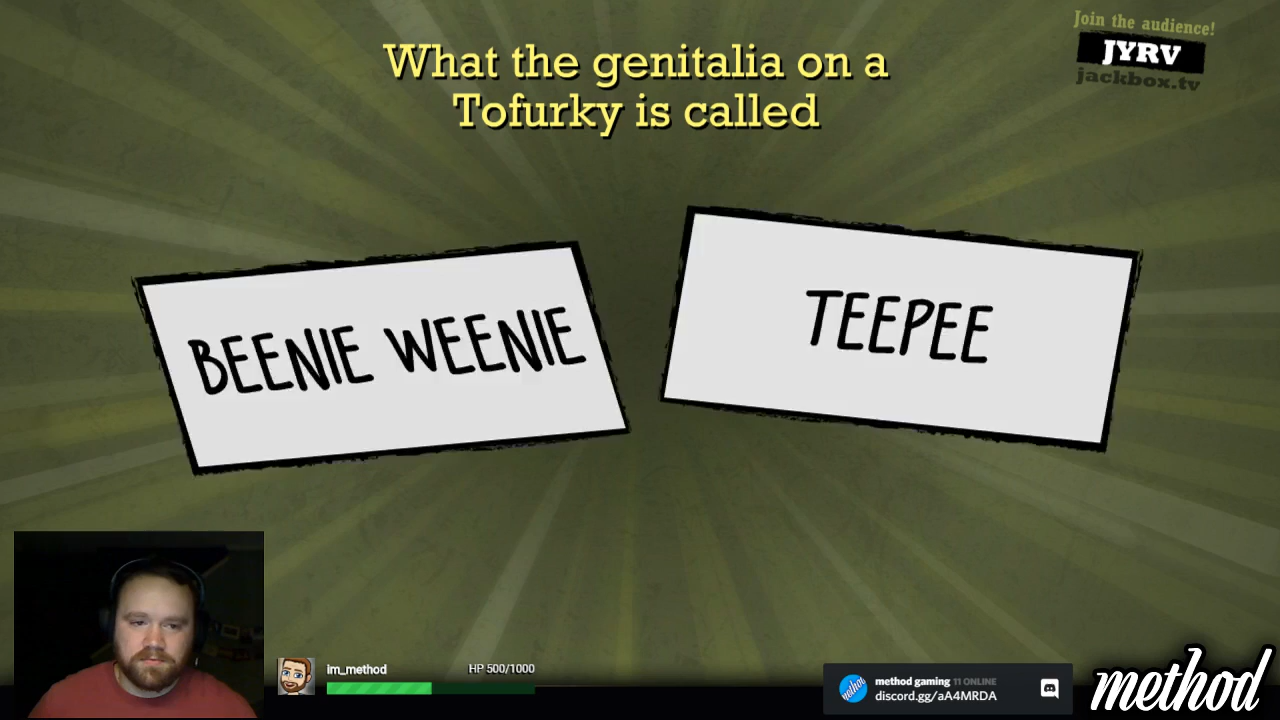 Join the audience!
JYRV
jackbox.tv
What the genitalia on a
Tofurky is called
BEENIE WEENIE
TEEPEE
im_method
HP 500/1000
method
method gaming 11 ONLINE
discord.gg/aA4MRDA
method